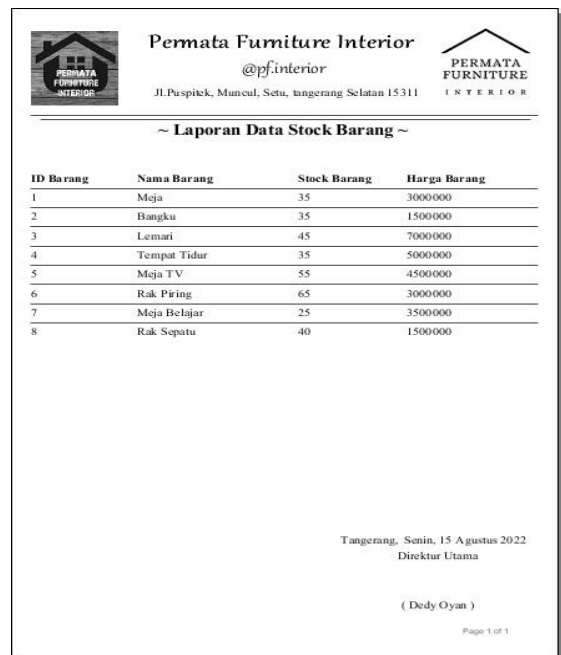 PERMATA
FURNITURE
INTERIOR
Permata Furniture Interior
@pf.interior
Jl.Puspitek, Muncul, Setu, tangerang Selatan 15311
PERMATA
FURNITURE
INTERIOR
~ Laporan Data Stock Barang ~
ID Barang Nama Barang Stock Barang Harga Barang
1 Meja 35 3000000
2 Bangku 35 1500000
3 Lemari 45 7000000
4 Tempat Tidur 35 5000000
5 Meja TV 55 4500000
6 Rak Piring 65 3000000
7 Meja Belajar 25 3500000
8 Rak Sepatu 40 1500000
Tangerang, Senin, 15 Agustus 2022
Direktur Utama
( Dedy Oyan )
Page 1 of 1